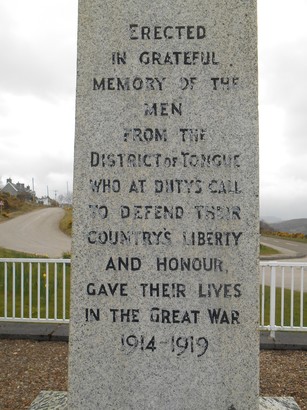 ERECTED
IN GRATEFUL
MEMORY OF THE
MEN
FROM THE
DISTRICT OF TONGUE
WHO AT DUTYS CALL
TO DEFEND THEIR
COUNTRY'S LIBERTY
AND HONOUR,
GAVE THEIR LIVES
IN THE GREAT WAR
1914-1919